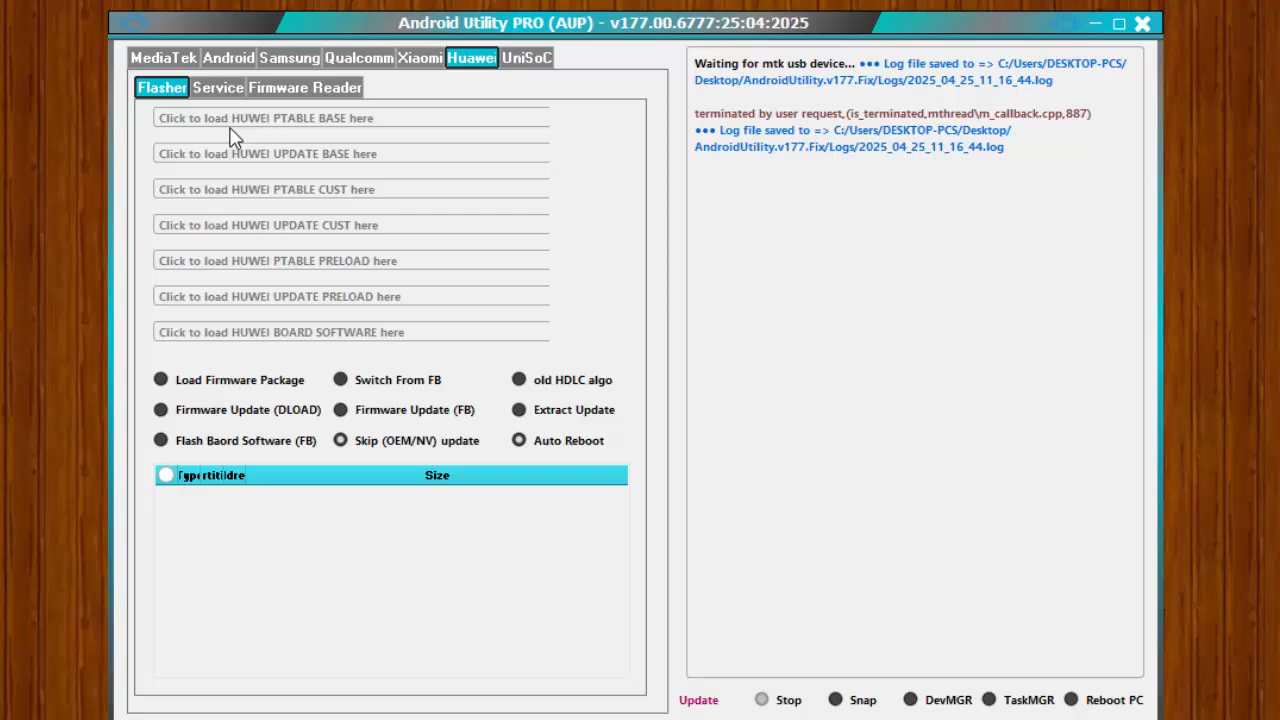 Android Utility PRO (AUP) - v177.00.6777:25:04:2025
MediaTek Android Samsung Qualcomm Xiaomi Huawei UniSoC
Flasher Service Firmware Reader
Click to load HUWEI PTABLE BASE here
Click to load HUWEI UPDATE BASE here
Click to load HUWEI PTABLE CUST here
Click to load HUWEI UPDATE CUST here
Click to load HUWEI PTABLE PRELOAD here
Click to load HUWEI UPDATE PRELOAD here
Click to load HUWEI BOARD SOFTWARE here
Load Firmware Package Switch From FB old HDLC algo
Firmware Update (DLOAD) Firmware Update (FB) Extract Update
Flash Baord Software (FB) Skip (OEM/NV) update Auto Reboot
Size
Waiting for mtk usb device... ••• Log file saved to => C:/Users/DESKTOP-PCS/
Desktop/AndroidUtility.v177.Fix/Logs/2025_04_25_11_16_44.log
terminated by user request,(is_terminated,mthread\m_callback.cpp,887)
••• Log file saved to => C:/Users/DESKTOP-PCS/Desktop/
AndroidUtility.v177.Fix/Logs/2025_04_25_11_16_44.log
Update Stop Snap DevMGR TaskMGR Reboot PC